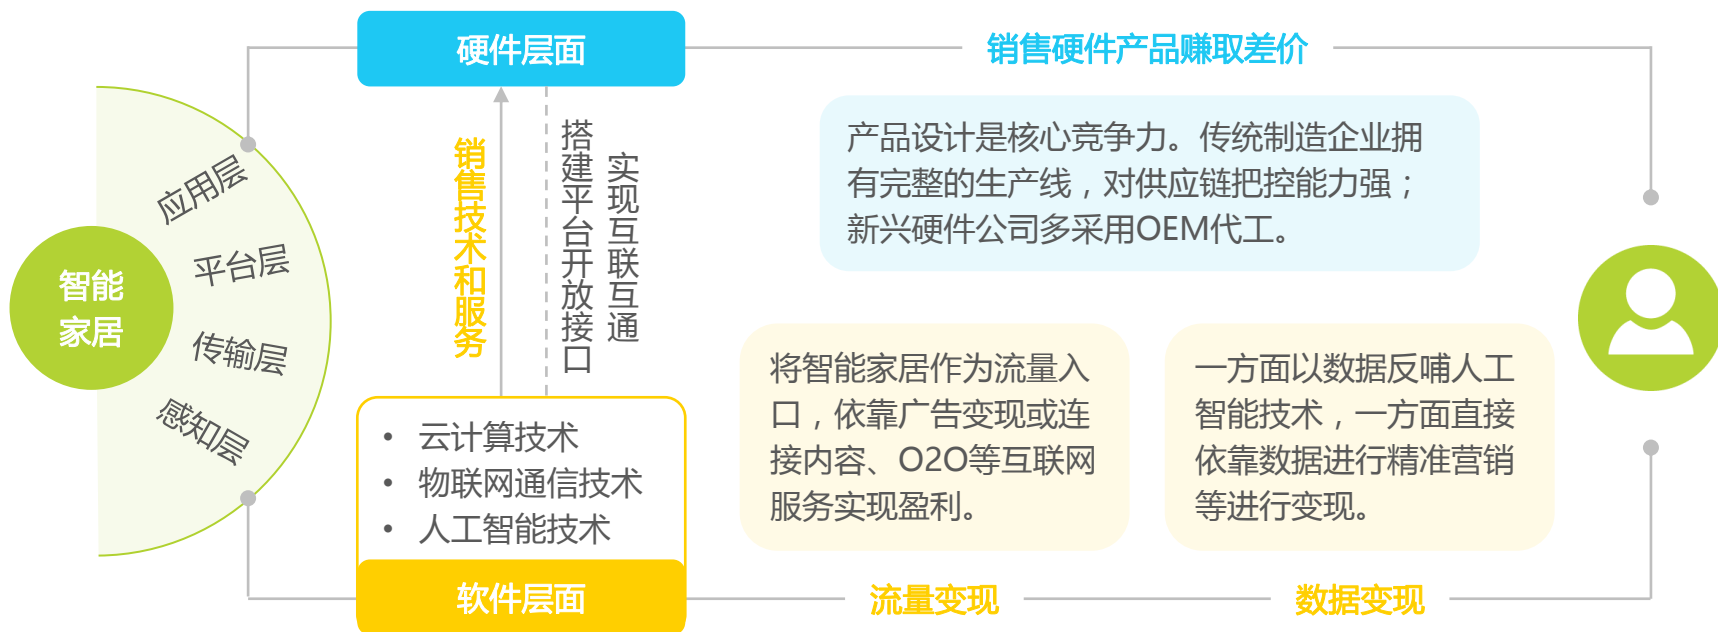 智能
家居
应用层
平台层
传输层
感知层
硬件层面
销售技术和服务
搭建平台开放接口
实现互联互通
• 云计算技术
• 物联网通信技术
• 人工智能技术
软件层面
销售硬件产品赚取差价
产品设计是核心竞争力。传统制造企业拥
有完整的生产线，对供应链把控能力强；
新兴硬件公司多采用OEM代工。
将智能家居作为流量入
口，依靠广告变现或连
接内容、O2O等互联网
服务实现盈利。
一方面以数据反哺人工
智能技术，一方面直接
依靠数据进行精准营销
等进行变现。
流量变现
数据变现